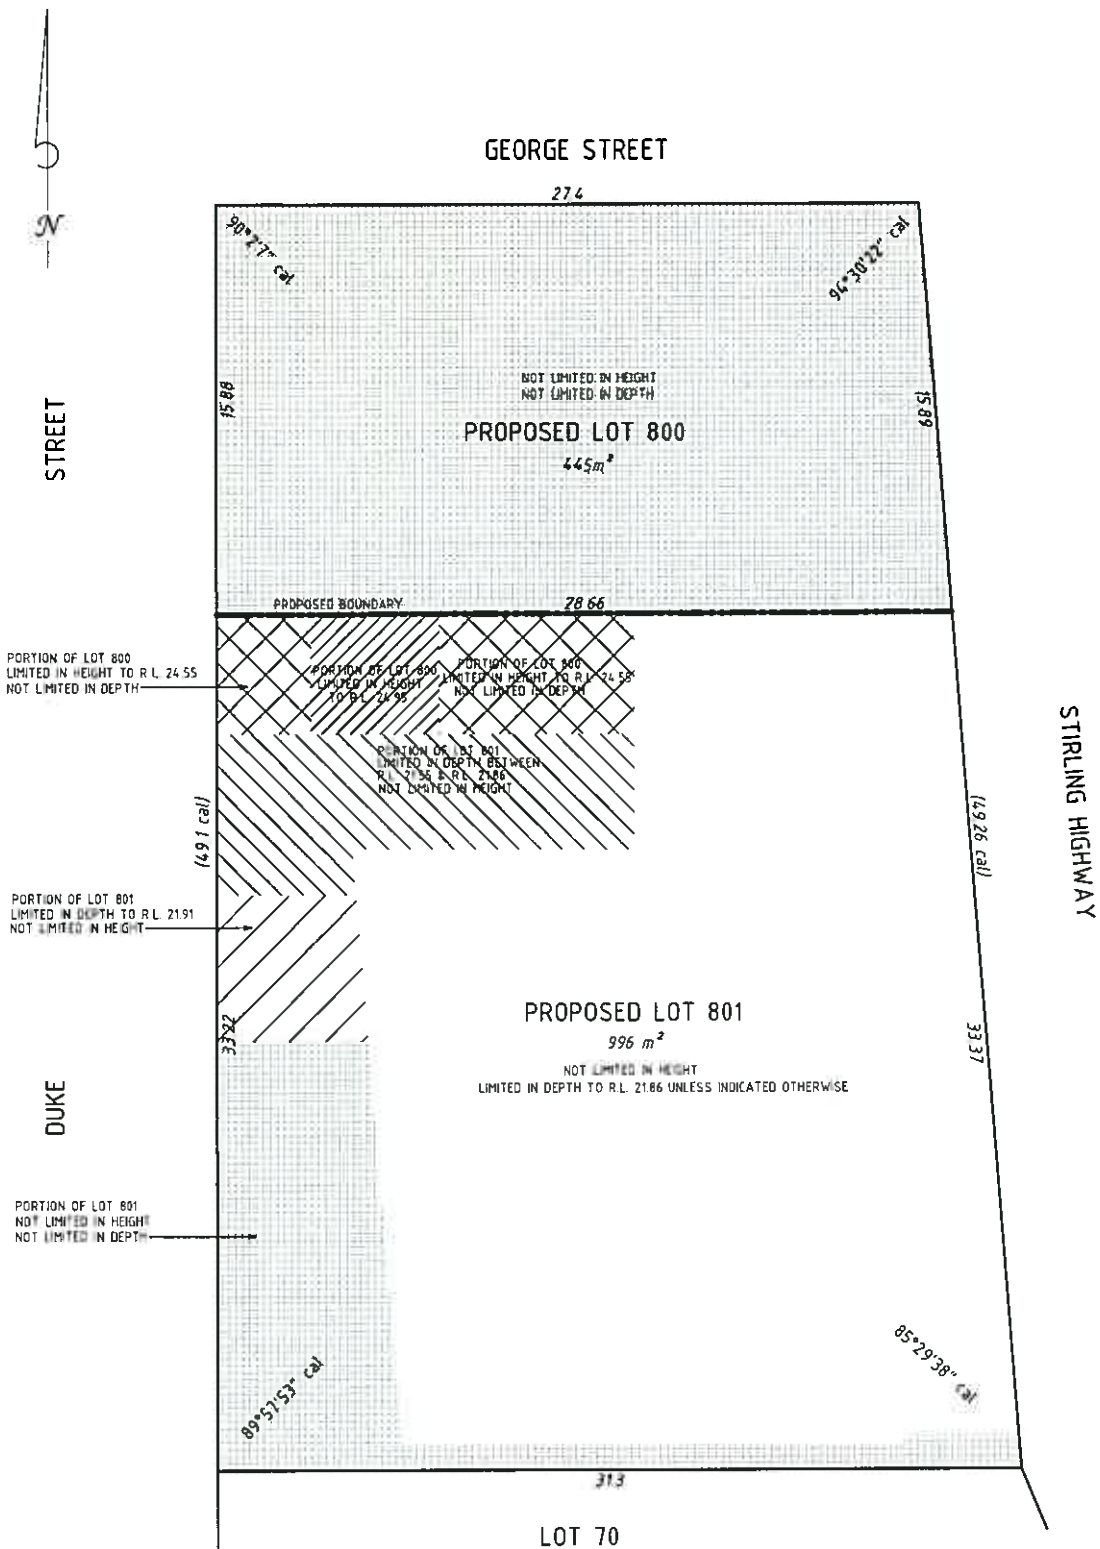 GEORGE STREET
27.4
N
90°2'7" cal
94°30'22" cal
NOT LIMITED IN HEIGHT
NOT LIMITED IN DEPTH
15.88
15.89
STREET
PROPOSED LOT 800
445m²
PROPOSED BOUNDARY
28.66
PORTION OF LOT 800
LIMITED IN HEIGHT TO R.L. 24.55
NOT LIMITED IN DEPTH
PORTION OF LOT 800
LIMITED IN HEIGHT
TO R.L. 24.95
PORTION OF LOT 800
LIMITED IN HEIGHT TO R.L. 24.55
NOT LIMITED IN DEPTH
STIRLING HIGHWAY
PORTION OF LOT 801
LIMITED IN DEPTH BETWEEN
R.L. & R.L. 21.86
NOT LIMITED IN HEIGHT
(49.1 cal)
(49.26 cal)
PORTION OF LOT 801
LIMITED IN DEPTH TO R.L. 21.91
NOT LIMITED IN HEIGHT
PROPOSED LOT 801
996 m²
33.22
33.37
NOT LIMITED IN HEIGHT
LIMITED IN DEPTH TO R.L. 21.86 UNLESS INDICATED OTHERWISE
DUKE
PORTION OF LOT 801
NOT LIMITED IN HEIGHT
NOT LIMITED IN DEPTH
85°29'38" cal
89°57'53" cal
31.3
LOT 70